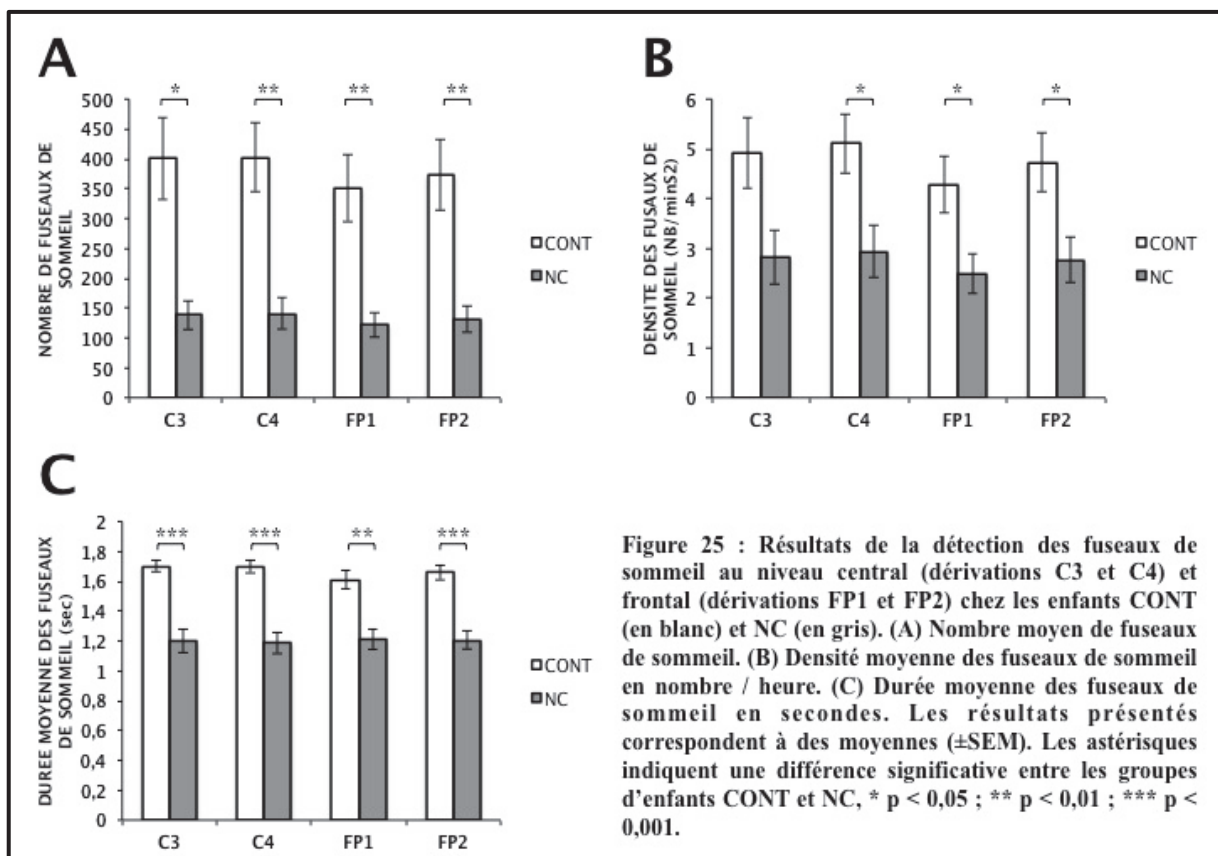 A
NOMBRE DE FUSEAUX DE
SOMMEIL
500
450
400
350
300
250
200
150
100
50
0
* ** ** **
C3 C4 FP1 FP2
CONT
NC
B
DENSITE DES FUSAUX DE
SOMMEIL (NB/minS2)
6
5
4
3
2
1
0
* * *
C3 C4 FP1 FP2
CONT
NC
C
DUREE MOYENNE DES FUSEAUX
DE SOMMEIL (sec)
2
1,8
1,6
1,4
1,2
1
0,8
0,6
0,4
0,2
0
*** *** ** ***
C3 C4 FP1 FP2
CONT
NC
Figure 25 : Résultats de la détection des fuseaux de
sommeil au niveau central (dérivations C3 et C4) et
frontal (dérivations FP1 et FP2) chez les enfants CONT
(en blanc) et NC (en gris). (A) Nombre moyen de fuseaux
de sommeil. (B) Densité moyenne des fuseaux de sommeil
en nombre / heure. (C) Durée moyenne des fuseaux de
sommeil en secondes. Les résultats présentés
correspondent à des moyennes (±SEM). Les astérisques
indiquent une différence significative entre les groupes
d’enfants CONT et NC, * p < 0,05 ; ** p < 0,01 ; *** p <
0,001.